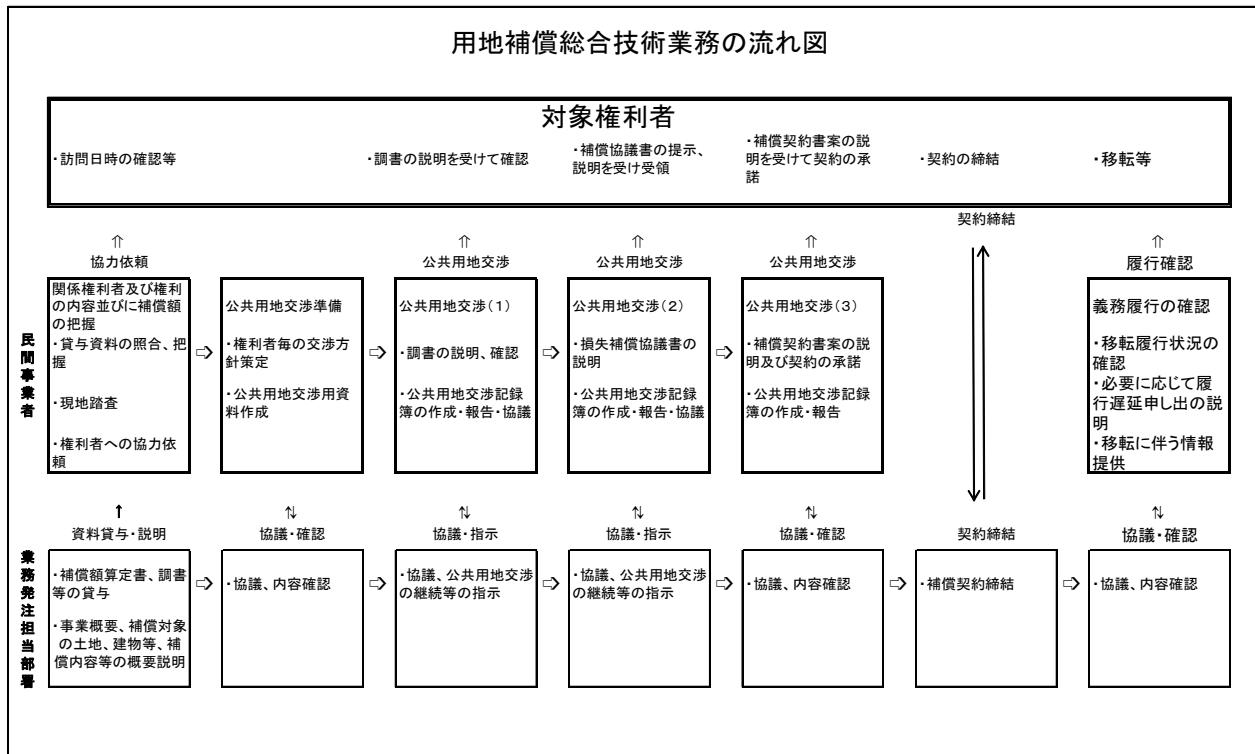 用地補償総合技術業務の流れ図
対象権利者
・訪問日時の確認等
・調書の説明を受けて確認
・補償協議書の提示、
説明を受け受領
・補償契約書案の説
明を受けて契約の承
諾
・契約の締結
・移転等
契約締結
⇑
協力依頼
⇑
公共用地交渉
⇑
公共用地交渉
⇑
公共用地交渉
⇑
履行確認
民間事業者
関係権利者及び権利
の内容並びに補償額
の把握
・貸与資料の照合、把
握
・現地踏査
・権利者への協力依
頼
公共用地交渉準備
・権利者毎の交渉方
針策定
・公共用地交渉用資
料作成
公共用地交渉(1)
・調書の説明、確認
・公共用地交渉記録
簿の作成・報告・協議
公共用地交渉(2)
・損失補償協議書の
説明
・公共用地交渉記録
簿の作成・報告・協議
公共用地交渉(3)
・補償契約書案の説
明及び契約の承諾
・公共用地交渉記録
簿の作成・報告
義務履行の確認
・移転履行状況の
確認
・必要に応じて履
行遅延申し出の説
明
・移転に伴う情報
提供
資料貸与・説明
協議・確認
協議・指示
協議・指示
協議・確認
契約締結
協議・確認
業務発注担当部署
・補償額算定書、調書
等の貸与
・事業概要、補償対象
の土地、建物等、補
償内容等の概要説明
・協議、内容確認
・協議、公共用地交渉
の継続等の指示
・協議、公共用地交渉
の継続等の指示
・協議、内容確認
・補償契約締結
・協議、内容確認